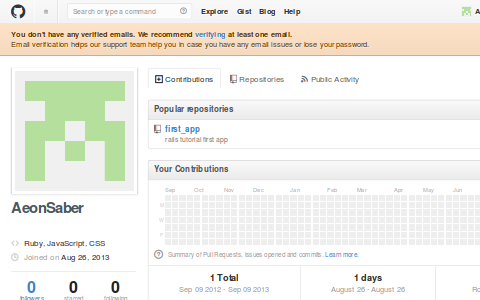 Search or type a command
Explore Gist Blog Help
A
You don't have any verified emails. We recommend verifying at least one email.
Email verification helps our support team help you in case you have any email issues or lose your password.
Contributions Repositories Public Activity
Popular repositories
first_app
rails tutorial first app
Your Contributions
Sep Oct Nov Dec Jan Feb Mar Apr May Jun
M
W
F
Summary of Pull Requests, issues opened and commits. Learn more.
AeonSaber
Ruby, JavaScript, CSS
Joined on Aug 26, 2013
0 0 0
followers starred following
1 Total 1 days
Sep 09 2012 - Sep 09 2013 August 26 - August 26